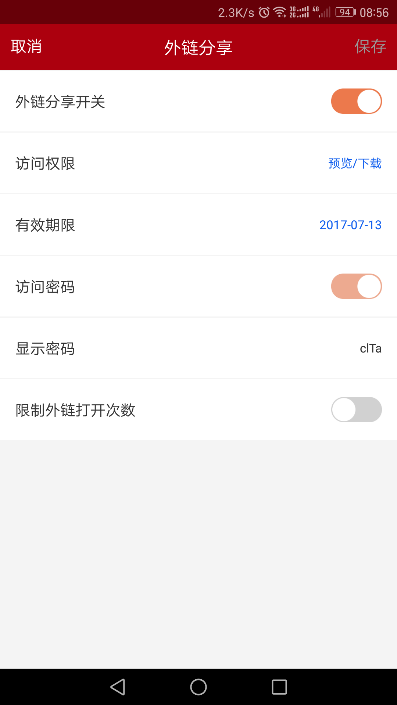 2.3K/s 94 08:56
取消 外链分享 保存
外链分享开关
访问权限 预览/下载
有效期限 2017-07-13
访问密码
显示密码 clTa
限制外链打开次数